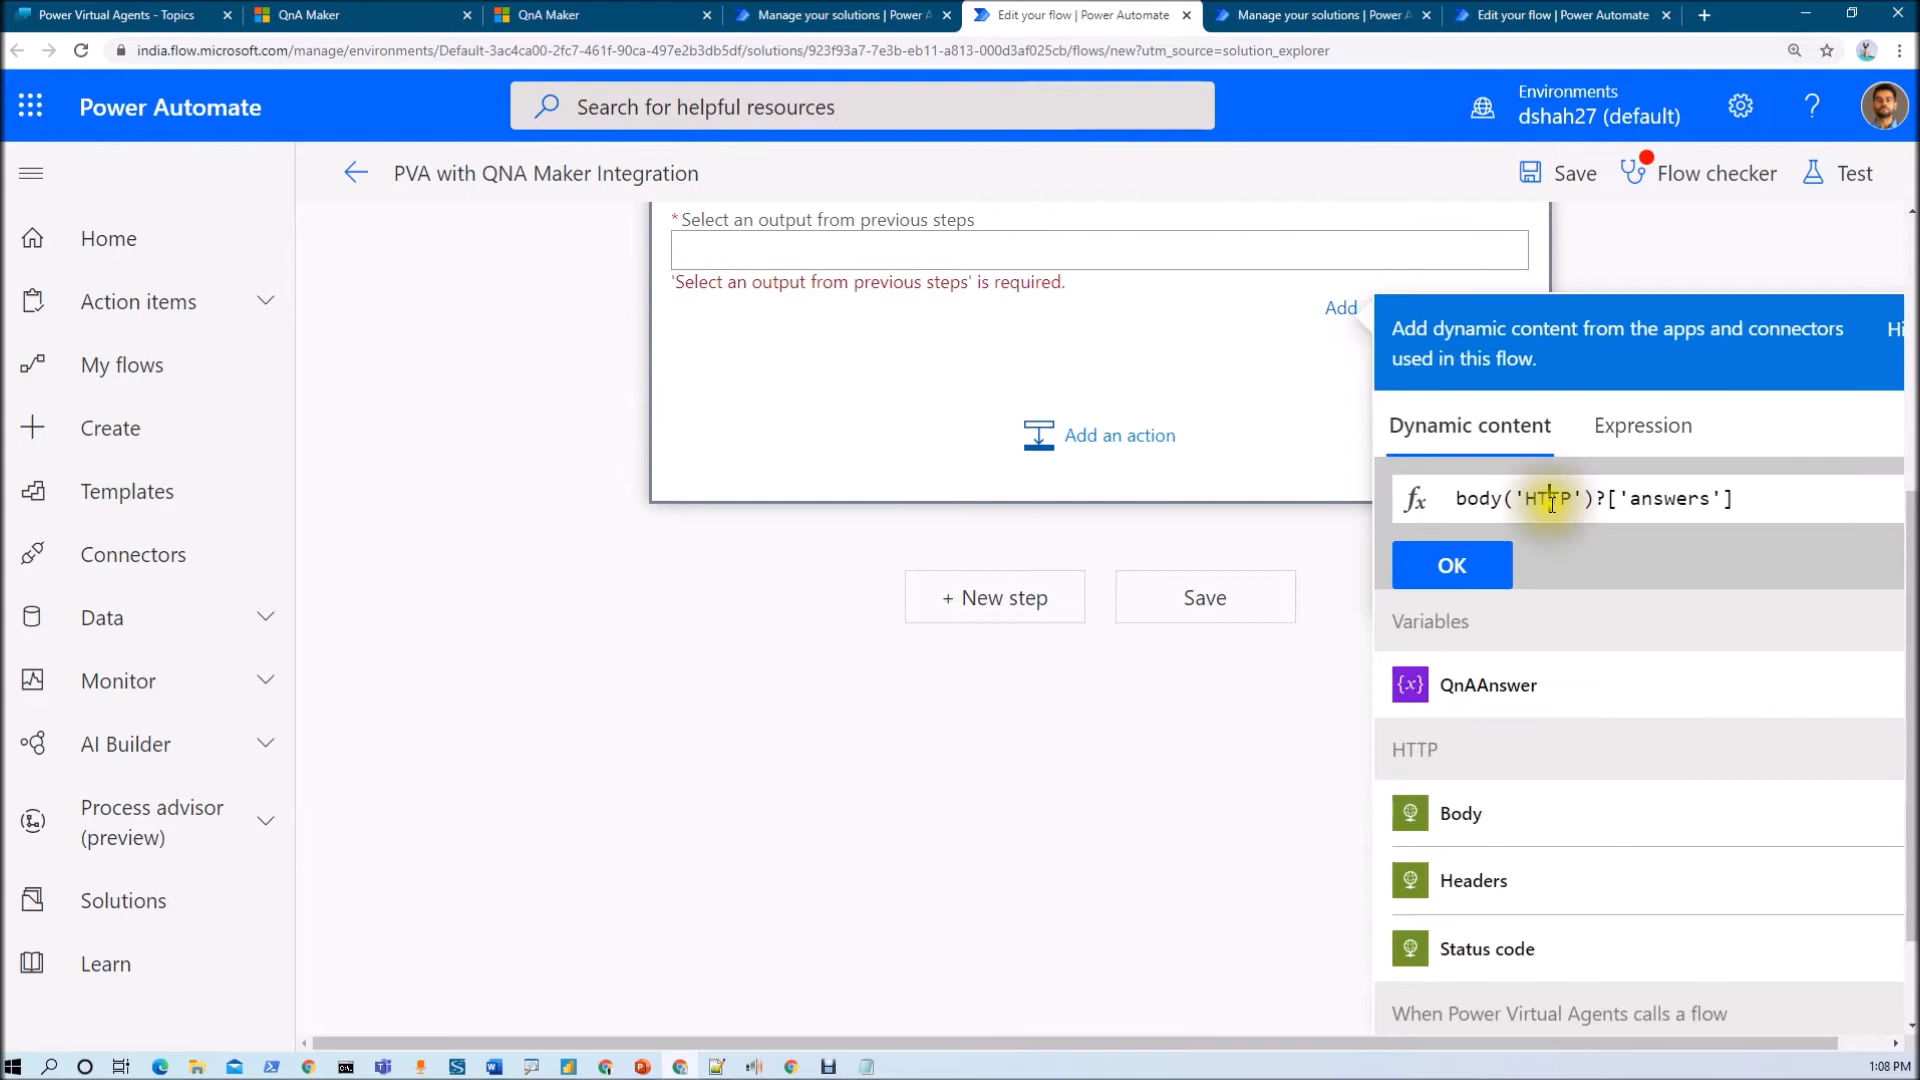 Power Virtual Agents - Topics
QnA Maker
QnA Maker
Manage your solutions | Power A
Edit your flow | Power Automate
Manage your solutions | Power A
Edit your flow | Power Automate
india.flow.microsoft.com/manage/environments/Default-3ac4ca00-2fc7-461f-90ca-497e2b3db5df/solutions/923f93a7-7e3b-eb11-a813-000d3af025cb/flows/new?utm_source=solution_explorer
Power Automate
Search for helpful resources
Environments
dshah27 (default)
PVA with QNA Maker Integration
Save
Flow checker
Test
Home
Action items
My flows
Create
Templates
Connectors
Data
Monitor
AI Builder
Process advisor
(preview)
Solutions
Learn
* Select an output from previous steps
'Select an output from previous steps' is required.
Add
Add an action
+ New step
Save
Add dynamic content from the apps and connectors
used in this flow.
Hi
Dynamic content
Expression
fx
body('HTTP')?['answers']
OK
Variables
{x}
QnAAnswer
HTTP
Body
Headers
Status code
When Power Virtual Agents calls a flow
1:08 PM